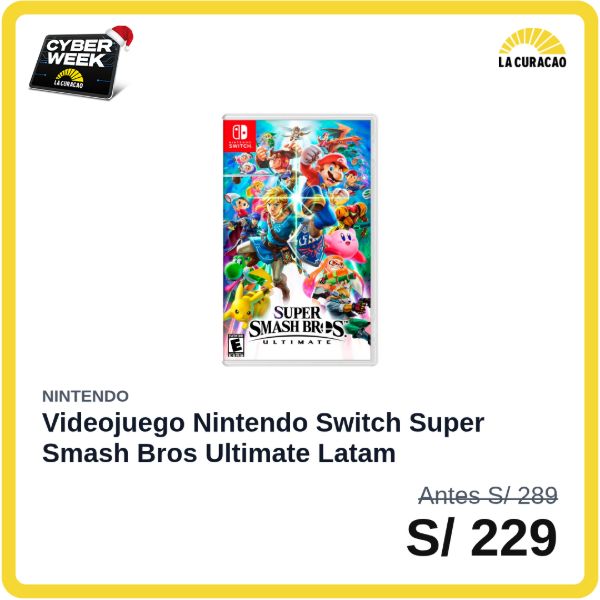 CYBER
WEEK
LA CURACAO
LA CURACAO
NINTENDO
SWITCH
SUPER
SMASH BROS.
ULTIMATE
E
NINTENDO
Videojuego Nintendo Switch Super
Smash Bros Ultimate Latam
Antes S/ 289
S/ 229